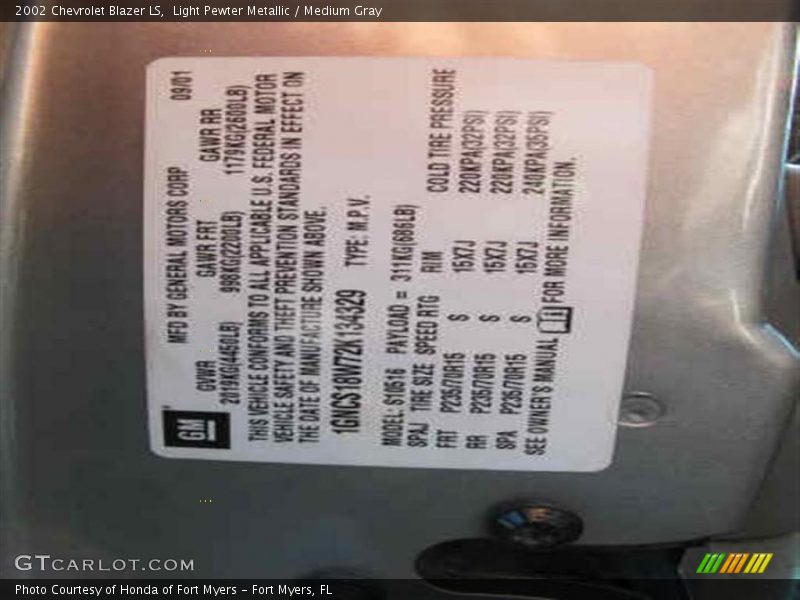 2002 Chevrolet Blazer LS,  Light Pewter Metallic / Medium Gray
MFD BY GENERAL MOTORS CORP 09/01
GM
GVWR GAWR FRT GAWR RR
2019KG(4450LB) 998KG(2200LB) 1179KG(2600LB)
THIS VEHICLE CONFORMS TO ALL APPLICABLE U.S. FEDERAL MOTOR
VEHICLE SAFETY AND THEFT PREVENTION STANDARDS IN EFFECT ON
THE DATE OF MANUFACTURE SHOWN ABOVE.
1GNCS18W72K134329 TYPE: M.P.V.
MODEL: S10516 PAYLOAD = 311KG(686LB)
SPAJ TIRE SIZE SPEED RTG RIM COLD TIRE PRESSURE
FRT P235/70R15 S 15X7J 220KPA(32PSI)
RR P235/70R15 S 15X7J 220KPA(32PSI)
SPA P235/70R15 S 15X7J 240KPA(35PSI)
SEE OWNER'S MANUAL FOR MORE INFORMATION.
GTCARLOT.COM
Photo Courtesy of Honda of Fort Myers – Fort Myers, FL